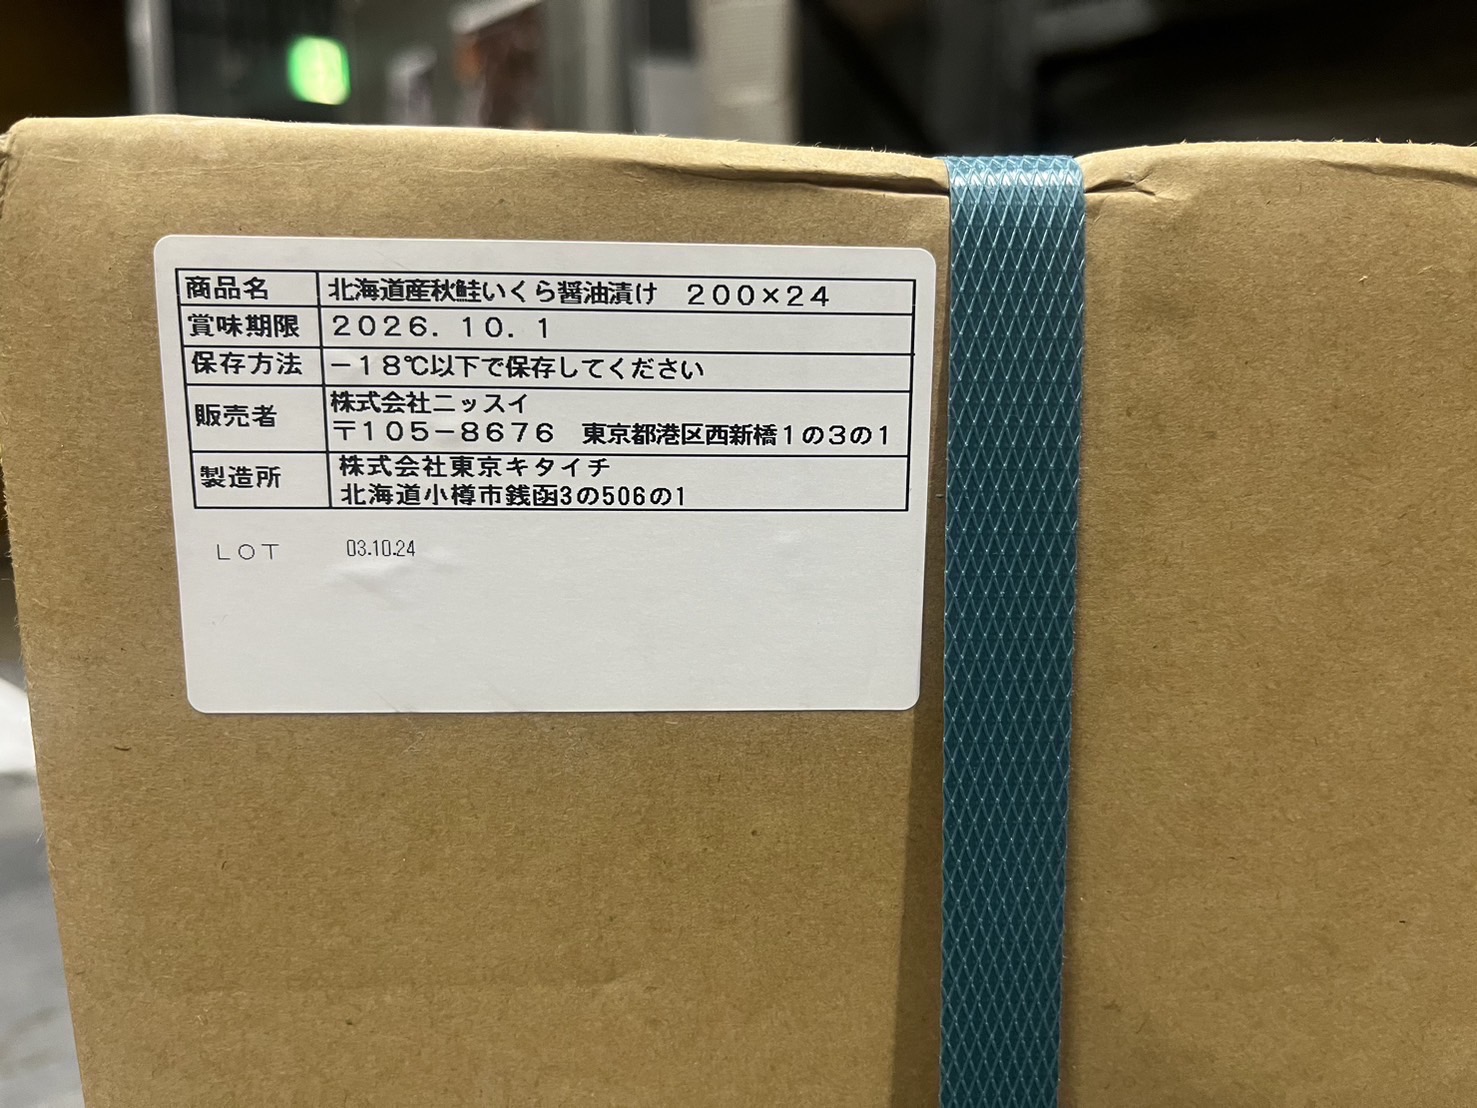 商品名 北海道産秋鮭いくら醤油漬け ２００×２４
賞味期限 ２０２６．１０．１
保存方法 －１８℃以下で保存してください
販売者 株式会社ニッスイ
〒１０５－８６７６ 東京都港区西新橋１の３の１
製造所 株式会社東京キタイチ
北海道小樽市銭函3の506の1
ＬＯＴ 03.10.24